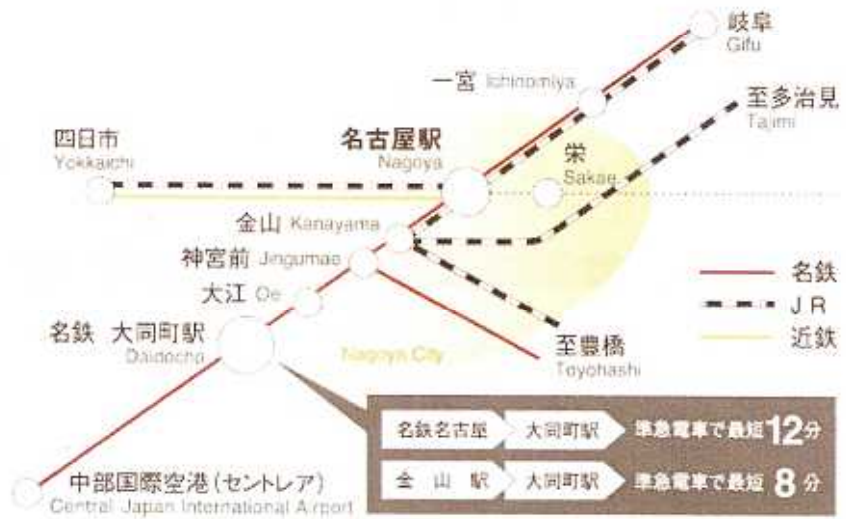 岐阜
Gifu
一宮 Ichinomiya
至多治見
Tajimi
四日市
Yokkaichi
名古屋駅
Nagoya
栄
Sakae
金山 Kanayama
神宮前 Jingumae
大江 Oe
名鉄 大同町駅
Daidocho
Nagoya City
至豊橋
Toyohashi
名鉄
JR
近鉄
名鉄名古屋 大同町駅 準急電車で最短12分
金山駅 大同町駅 準急電車で最短8分
中部国際空港(セントレア)
Central Japan International Airport